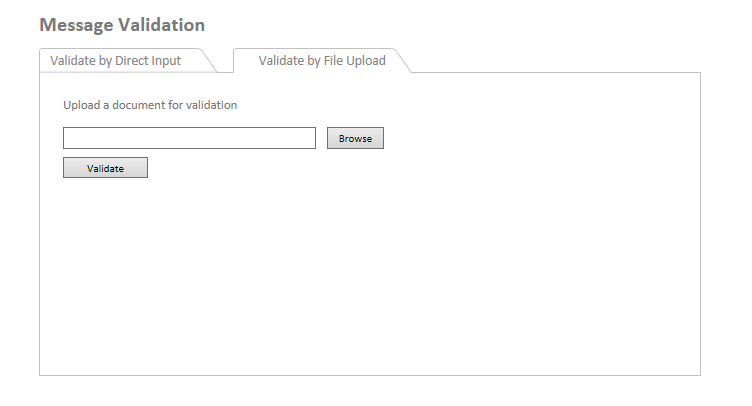 Message Validation
Validate by Direct Input
Validate by File Upload
Upload a document for validation
Browse
Validate